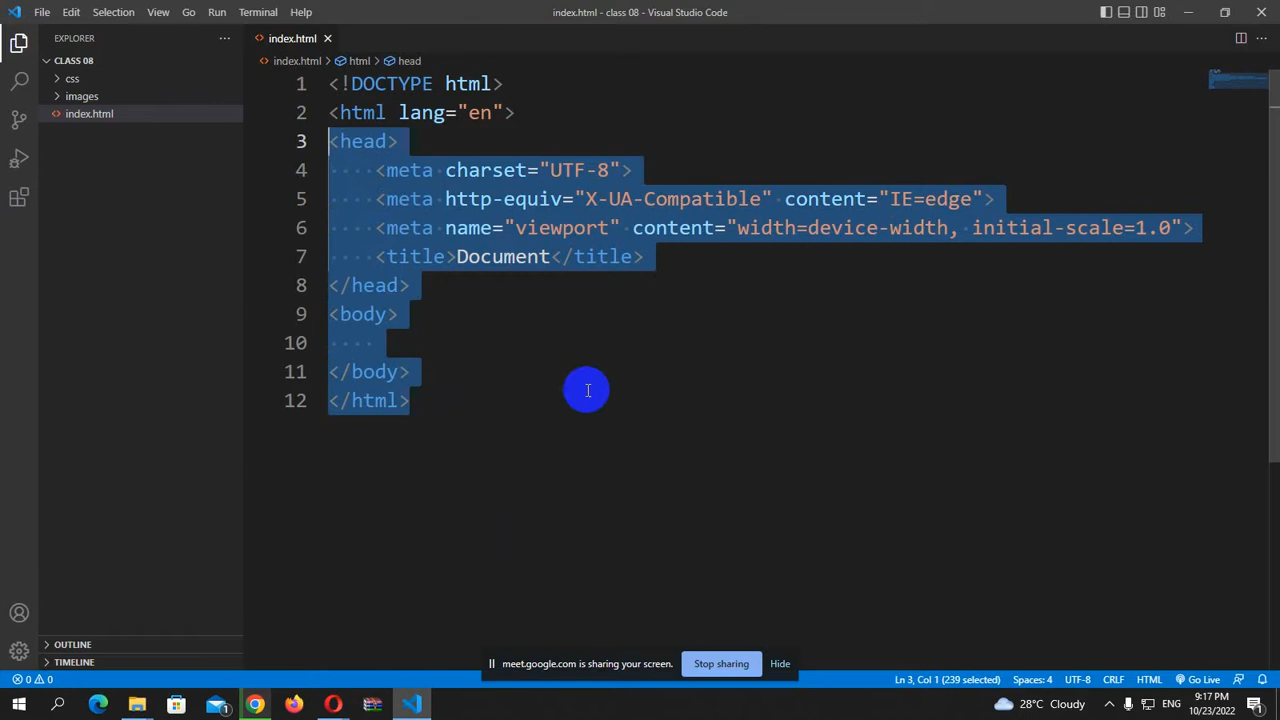 File Edit Selection View Go Run Terminal Help
index.html - class 08 - Visual Studio Code
EXPLORER
CLASS 08
css
images
index.html
OUTLINE
TIMELINE
index.html
index.html > html > head
1 <!DOCTYPE html>
2 <html lang="en">
3 <head>
4 <meta charset="UTF-8">
5 <meta http-equiv="X-UA-Compatible" content="IE=edge">
6 <meta name="viewport" content="width=device-width, initial-scale=1.0">
7 <title>Document</title>
8 </head>
9 <body>
10
11 </body>
12 </html>
meet.google.com is sharing your screen. Stop sharing Hide
0 0 Ln 3, Col 1 (239 selected) Spaces: 4 UTF-8 CRLF HTML Go Live
1 28°C Cloudy ENG 9:17 PM 1
10/23/2022